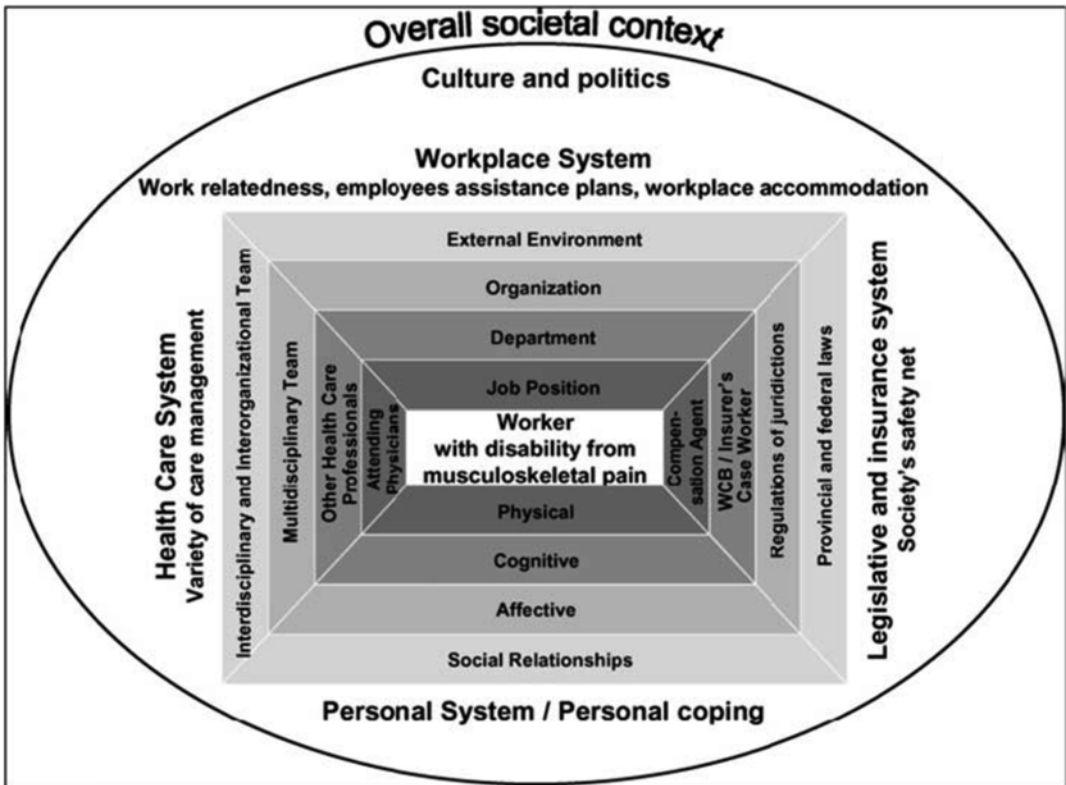 Overall societal context
Culture and politics
Workplace System
Work relatedness, employees assistance plans, workplace accommodation
External Environment
Organization
Department
Job Position
Health Care System
Variety of care management
Interdisciplinary and Interorganizational Team
Multidisciplinary Team
Other Health Care
Professionals
Attending
Physicians
Worker
with disability from
musculoskeletal pain
Compen-
sation Agent
WCB / Insurer's
Case Worker
Regulations of juridictions
Provincial and federal laws
Legislative and insurance system
Society's safety net
Physical
Cognitive
Affective
Social Relationships
Personal System / Personal coping